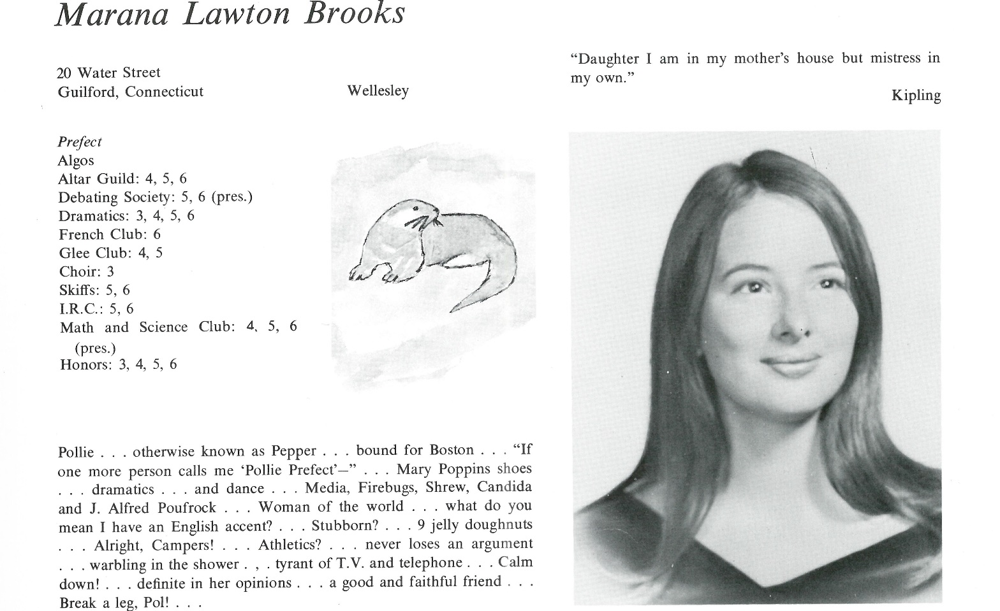 Marana Lawton Brooks
20 Water Street
Guilford, Connecticut
Wellesley
Prefect
Algos
Altar Guild: 4, 5, 6
Debating Society: 5, 6 (pres.)
Dramatics: 3, 4, 5, 6
French Club: 6
Glee Club: 4, 5
Choir: 3
Skiffs: 5, 6
I.R.C.: 5, 6
Math and Science Club: 4, 5, 6
(pres.)
Honors: 3, 4, 5, 6
Pollie . . . otherwise known as Pepper . . . bound for Boston . . . “If
one more person calls me ‘Pollie Prefect’—” . . . Mary Poppins shoes
. . . dramatics . . . and dance . . . Media, Firebugs, Shrew, Candida
and J. Alfred Poufrock . . . Woman of the world . . . what do you
mean I have an English accent? . . . Stubborn? . . . 9 jelly doughnuts
. . . Alright, Campers! . . . Athletics? . . . never loses an argument
. . . warbling in the shower . , . tyrant of T.V. and telephone . . . Calm
down! . . . definite in her opinions . . . a good and faithful friend . . .
Break a leg, Pol! . . .
“Daughter I am in my mother’s house but mistress in
my own.”
Kipling